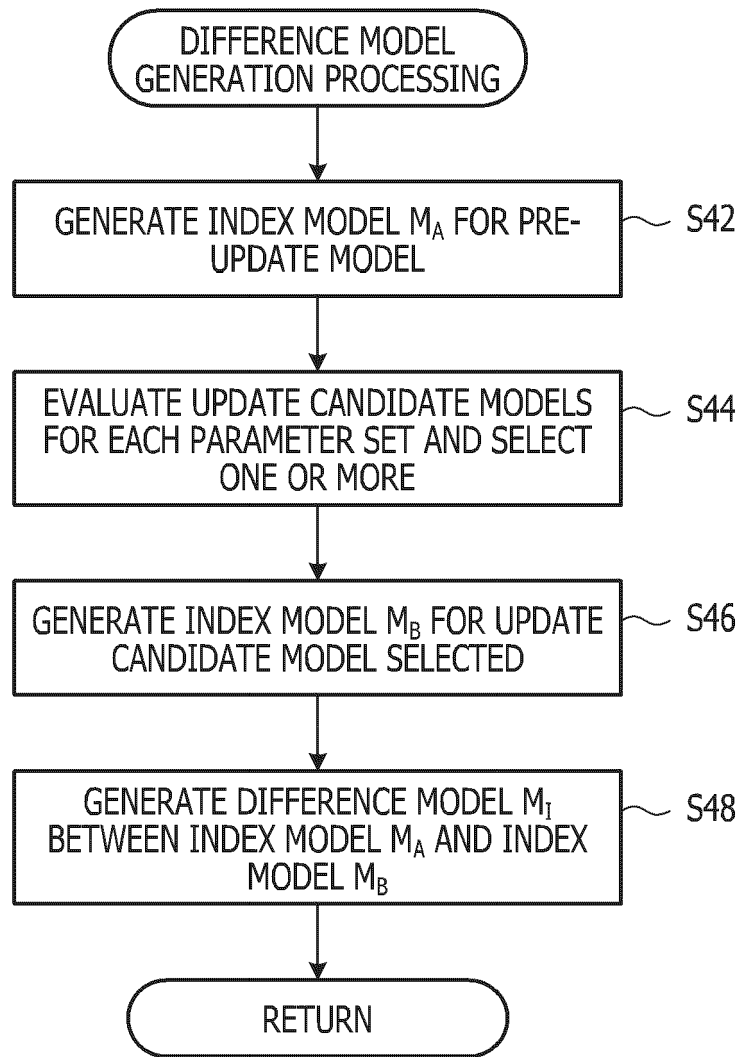 DIFFERENCE MODEL
GENERATION PROCESSING
GENERATE INDEX MODEL MA FOR PRE-
UPDATE MODEL
S42
EVALUATE UPDATE CANDIDATE MODELS
FOR EACH PARAMETER SET AND SELECT
ONE OR MORE
S44
GENERATE INDEX MODEL MB FOR UPDATE
CANDIDATE MODEL SELECTED
S46
GENERATE DIFFERENCE MODEL MI
BETWEEN INDEX MODEL MA AND INDEX
MODEL MB
S48
RETURN